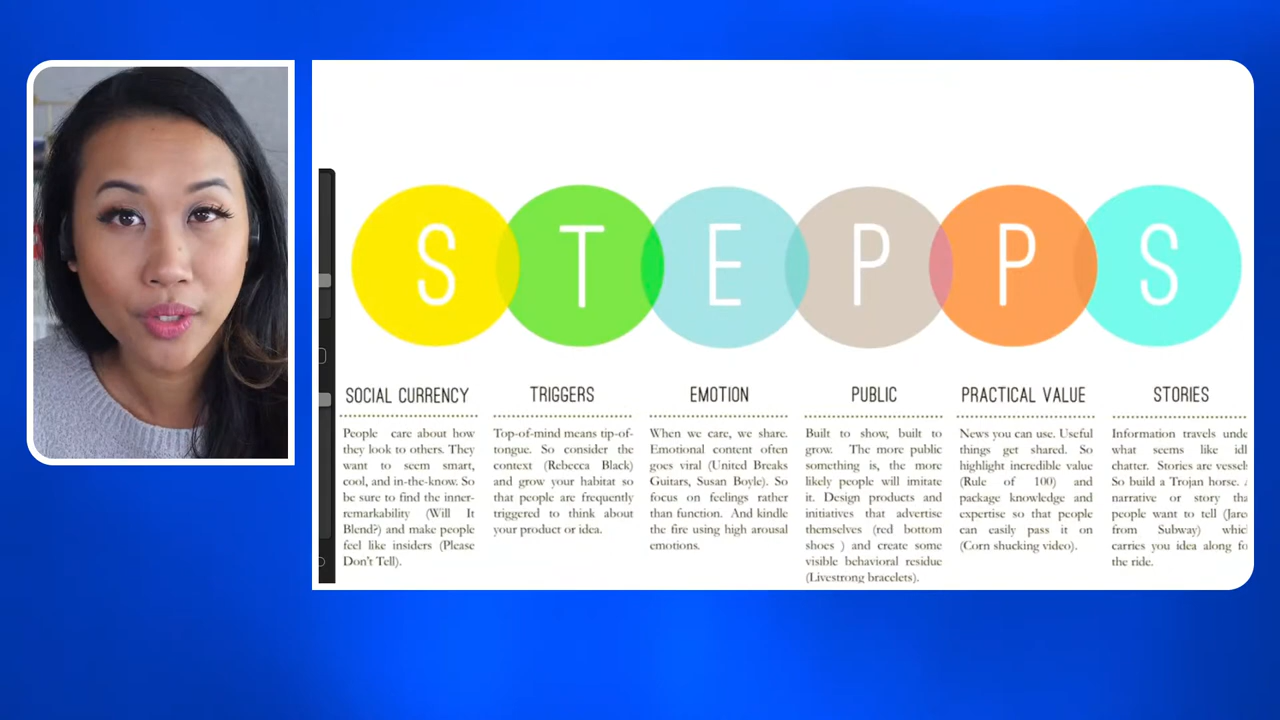 S T E P P S
SOCIAL CURRENCY
People care about how
they look to others. They
want to seem smart,
cool, and in-the-know. So
be sure to find the inner-
remarkability (Will It
Blend?) and make people
feel like insiders (Please
Don't Tell).
TRIGGERS
Top-of-mind means tip-of-
tongue. So consider the
context (Rebecca Black)
and grow your habitat so
that people are frequently
triggered to think about
your product or idea.
EMOTION
When we care, we share.
Emotional content often
goes viral (United Breaks
Guitars, Susan Boyle). So
focus on feelings rather
than function. And kindle
the fire using high arousal
emotions.
PUBLIC
Built to show, built to
grow. The more public
something is, the more
likely people will imitate
it. Design products and
initiatives that advertise
themselves (red bottom
shoes ) and create some
visible behavioral residue
(Livestrong bracelets).
PRACTICAL VALUE
News you can use. Useful
things get shared. So
highlight incredible value
(Rule of 100) and
package knowledge and
expertise so that people
can easily pass it on
(Corn shucking video).
STORIES
Information travels unde
what seems like idl
chatter. Stories are vessels
So build a Trojan horse.
narrative or story tha
people want to tell (Jare
from Subway) whic
carries you idea along fo
the ride.